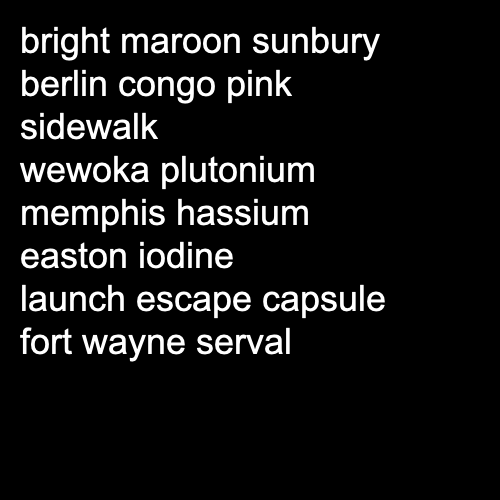 bright maroon sunbury
berlin congo pink
sidewalk
wewoka plutonium
memphis hassium
easton iodine
launch escape capsule
fort wayne serval